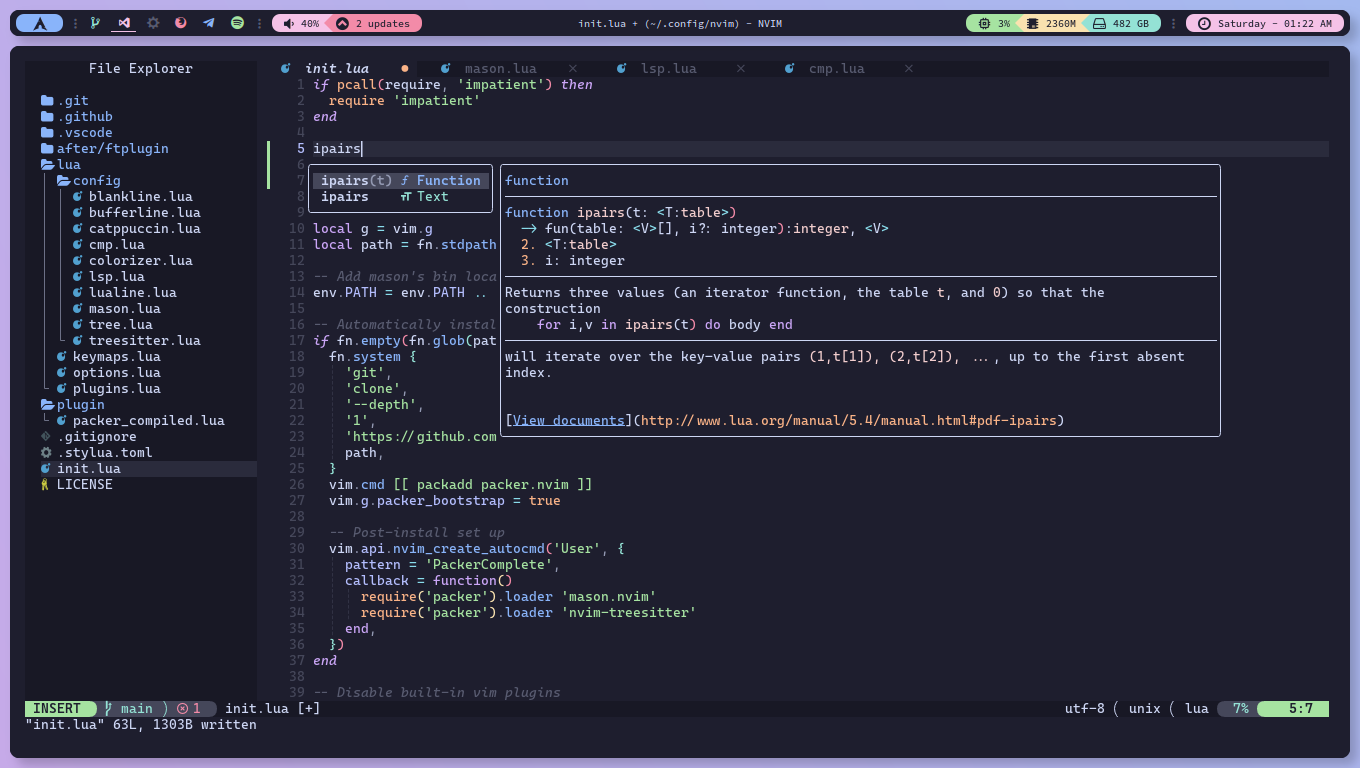 40% 2 updates
init.lua + (~/.config/nvim) - NVIM
3% 2360M 482 GB
Saturday - 01:22 AM
File Explorer
.git
.github
.vscode
after/ftplugin
lua
config
blankline.lua
bufferline.lua
catppuccin.lua
cmp.lua
colorizer.lua
lsp.lua
lualine.lua
mason.lua
tree.lua
treesitter.lua
keymaps.lua
options.lua
plugins.lua
plugin
packer_compiled.lua
.gitignore
.stylua.toml
init.lua
LICENSE
init.lua mason.lua × lsp.lua × cmp.lua ×
1 if pcall(require, 'impatient') then
2 require 'impatient'
3 end
4
5 ipairs
6
7
8
9
10 local g = vim.g
11 local path = fn.stdpath
12
13 -- Add mason's bin loca
14 env.PATH = env.PATH ..
15
16 -- Automatically instal
17 if fn.empty(fn.glob(pat
18 fn.system {
19 'git',
20 'clone',
21 '--depth',
22 '1',
23 'https://github.com
24 path,
25 }
26 vim.cmd [[ packadd packer.nvim ]]
27 vim.g.packer_bootstrap = true
28
29 -- Post-install set up
30 vim.api.nvim_create_autocmd('User', {
31 pattern = 'PackerComplete',
32 callback = function()
33 require('packer').loader 'mason.nvim'
34 require('packer').loader 'nvim-treesitter'
35 end,
36 })
37 end
38
39 -- Disable built-in vim plugins
ipairs(t) ƒ Function
ipairs Text
function
function ipairs(t: <T:table>)
-> fun(table: <V>[], i?: integer):integer, <V>
2. <T:table>
3. i: integer
Returns three values (an iterator function, the table t, and 0) so that the
construction
for i,v in ipairs(t) do body end
will iterate over the key-value pairs (1,t[1]), (2,t[2]), ..., up to the first absent
index.
[View documents](http://www.lua.org/manual/5.4/manual.html#pdf-ipairs)
INSERT main ) 1 init.lua [+] utf-8 ( unix ( lua 7% 5:7
"init.lua" 63L, 1303B written